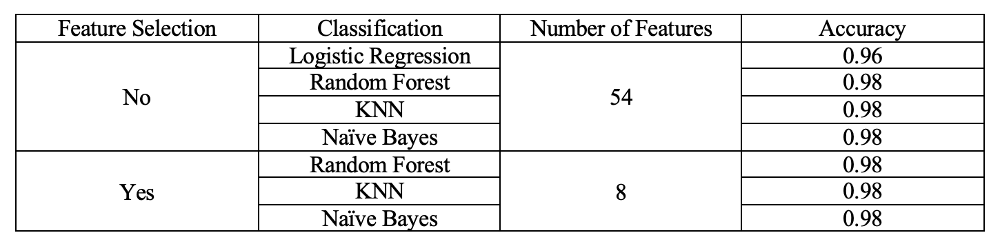 Feature Selection Classification Number of Features Accuracy
Logistic Regression 0.96
Random Forest 0.98
No 54
KNN 0.98
Naïve Bayes 0.98
Random Forest 0.98
Yes KNN 8 0.98
Naïve Bayes 0.98